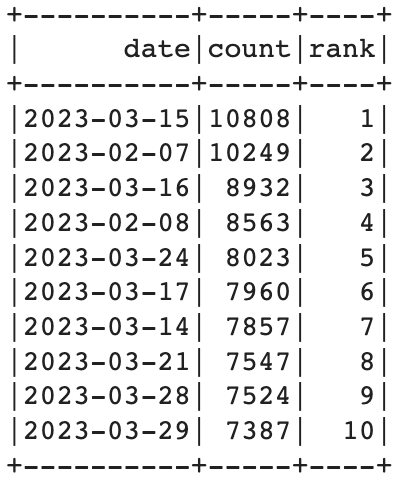 +----------+-----+----+
|      date|count|rank|
+----------+-----+----+
|2023-03-15|10808|   1|
|2023-02-07|10249|   2|
|2023-03-16| 8932|   3|
|2023-02-08| 8563|   4|
|2023-03-24| 8023|   5|
|2023-03-17| 7960|   6|
|2023-03-14| 7857|   7|
|2023-03-21| 7547|   8|
|2023-03-28| 7524|   9|
|2023-03-29| 7387|  10|
+----------+-----+----+